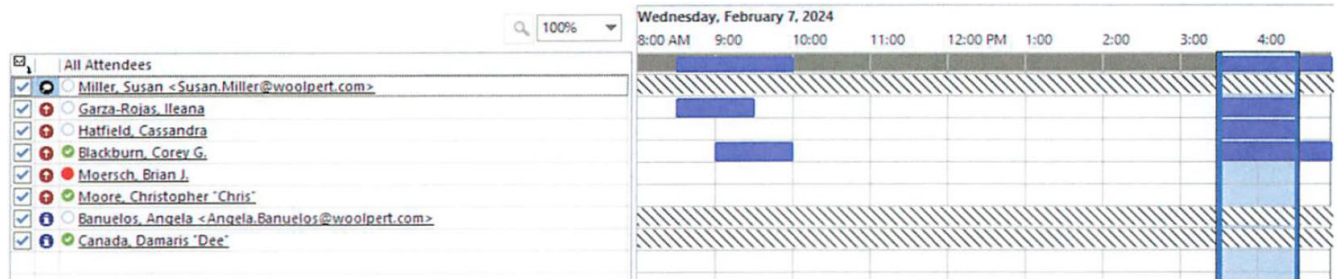 Wednesday, February 7, 2024
100%
8:00 AM 9:00 10:00 11:00 12:00 PM 1:00 2:00 3:00 4:00
All Attendees
Miller, Susan <Susan.Miller@woolpert.com>
Garza-Rojas, Ileana
Hatfield, Cassandra
Blackburn, Corey G.
Moersch, Brian J.
Moore, Christopher "Chris"
Banuelos, Angela <Angela.Banuelos@woolpert.com>
Canada, Damaris "Dee"